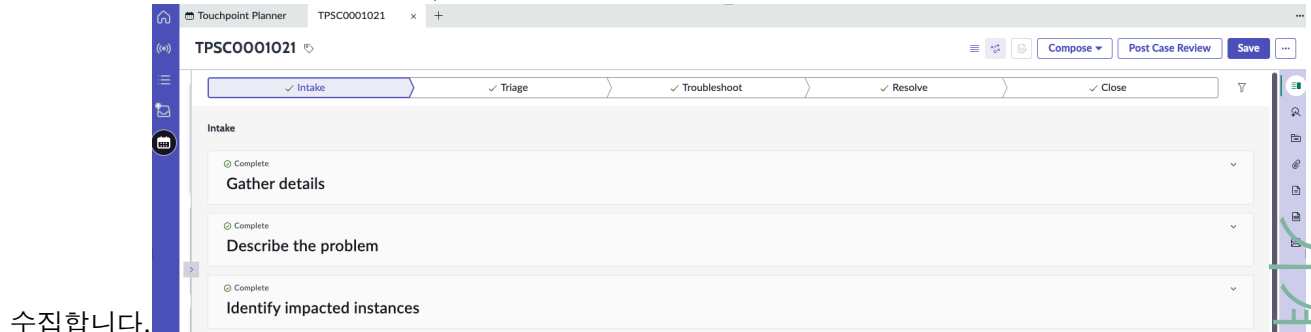 Touchpoint Planner TPSC0001021 × +
TPSC0001021 Compose Post Case Review Save
Intake Triage Troubleshoot Resolve Close
Intake
Complete
Gather details
Complete
Describe the problem
Complete
Identify impacted instances
수집합니다.